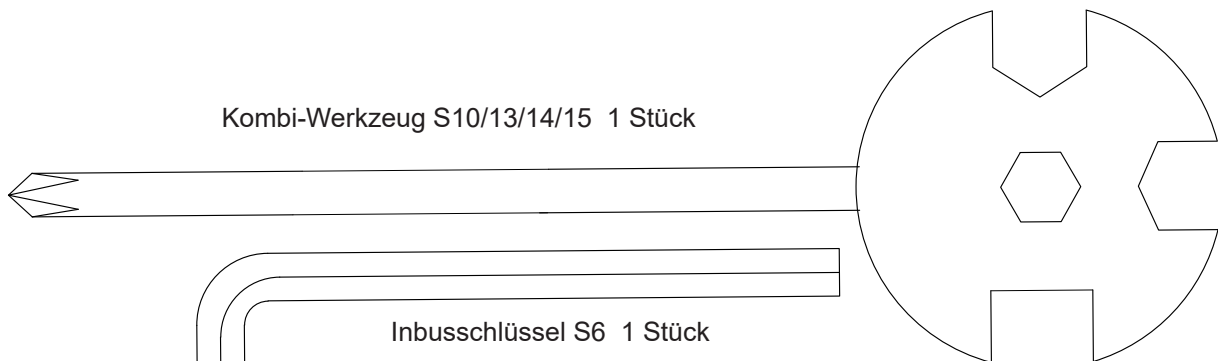 Kombi-Werkzeug S10/13/14/15  1 Stück
Inbusschlüssel S6  1 Stück